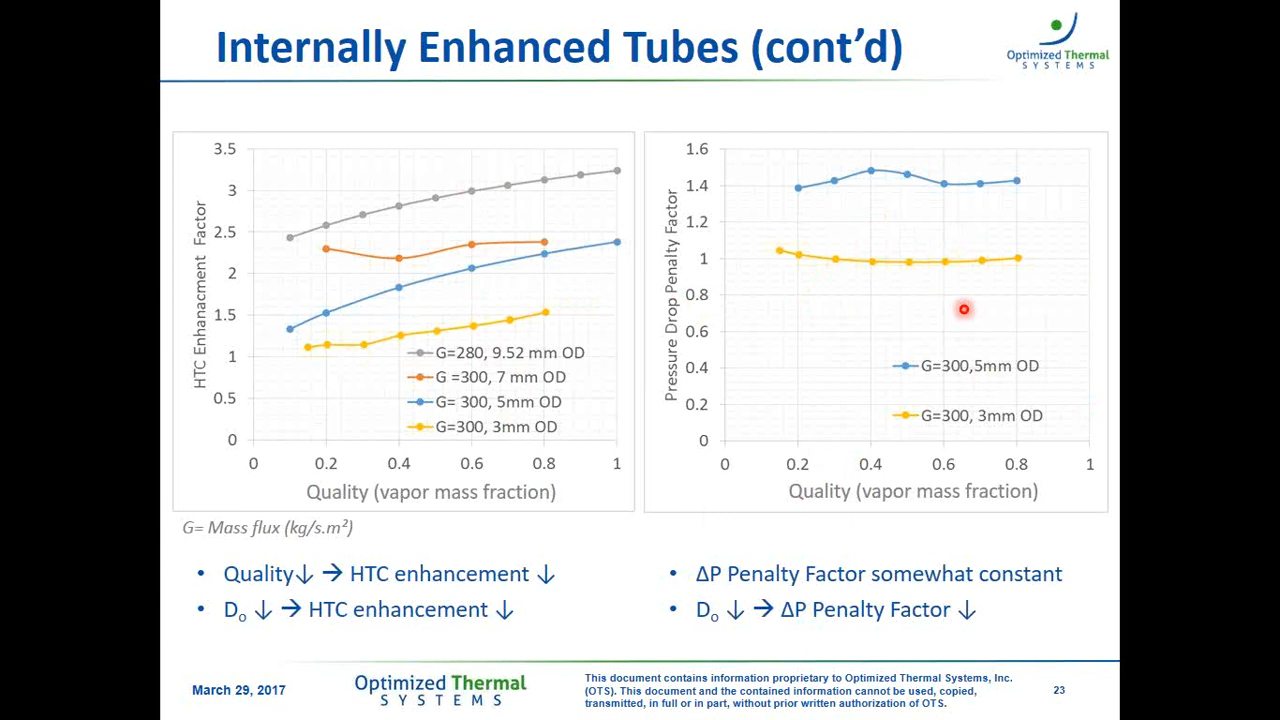 Internally Enhanced Tubes (cont’d)
Optimized Thermal
SYSTEMS
3.5
3
2.5
2
1.5
1
0.5
0
HTC Enhanacment Factor
G=280, 9.52 mm OD
G =300, 7 mm OD
G= 300, 5mm OD
G=300, 3mm OD
0 0.2 0.4 0.6 0.8 1
Quality (vapor mass fraction)
1.6
1.4
1.2
1
0.8
0.6
0.4
0.2
0
Pressure Drop Penalty Factor
G=300,5mm OD
G=300, 3mm OD
0 0.2 0.4 0.6 0.8 1
Quality (vapor mass fraction)
G= Mass flux (kg/s.m²)
• Quality↓ → HTC enhancement ↓
• Do ↓ → HTC enhancement ↓
• ΔP Penalty Factor somewhat constant
• Do ↓ → ΔP Penalty Factor ↓
March 29, 2017
Optimized Thermal
SYSTEMS
This document contains information proprietary to Optimized Thermal Systems, Inc.
(OTS). This document and the contained information cannot be used, copied,
transmitted, in full or in part, without prior written authorization of OTS.
23